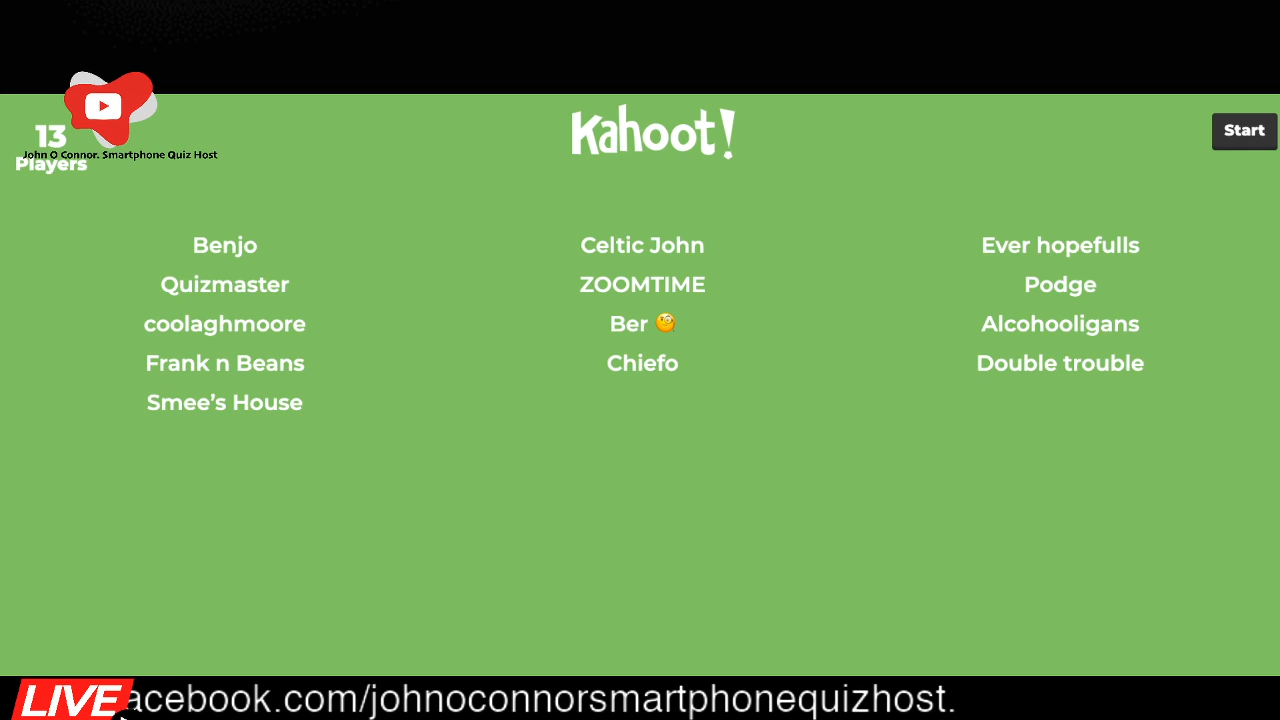 Kahoot!
Start
13
Players
John O Connor. Smartphone Quiz Host
Benjo
Celtic John
Ever hopefulls
Quizmaster
ZOOMTIME
Podge
coolaghmoore
Ber 🧐
Alcohooligans
Frank n Beans
Chiefo
Double trouble
Smee’s House
LIVE
acebook.com/johnoconnorsmartphonequizhost.